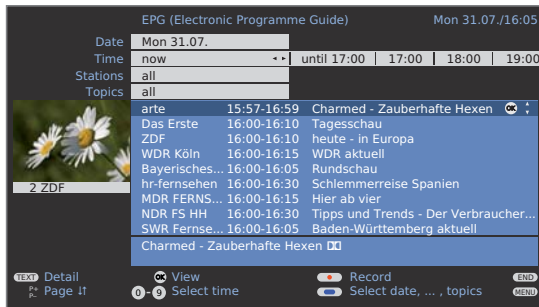 EPG (Electronic Programme Guide) Mon 31.07./16:05
Date Mon 31.07.
Time now until 17:00 17:00 18:00 19:00
Stations all
Topics all
arte 15:57-16:59 Charmed - Zauberhafte Hexen OK
Das Erste 16:00-16:10 Tagesschau
ZDF 16:00-16:10 heute - in Europa
WDR Köln 16:00-16:15 WDR aktuell
Bayerisches... 16:00-16:05 Rundschau
hr-fernsehen 16:00-16:30 Schlemmerreise Spanien
MDR FERNS... 16:00-16:15 Hier ab vier
NDR FS HH 16:00-16:30 Tipps und Trends - Der Verbraucher...
SWR Fernse... 16:00-16:05 Baden-Württemberg aktuell
2 ZDF
Charmed - Zauberhafte Hexen
TEXT Detail OK View Record END
P+ P- Page 0-9 Select time Select date, ... , topics MENU